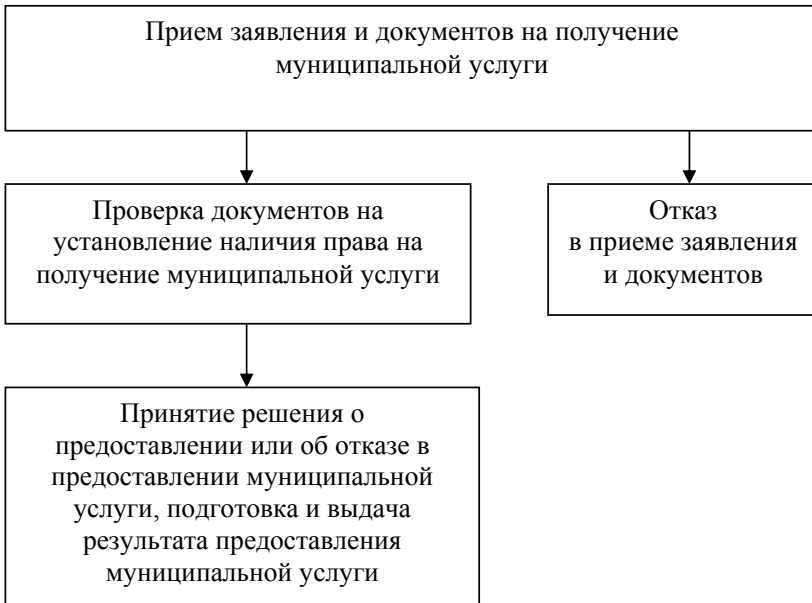 Прием заявления и документов на получение
муниципальной услуги
Проверка документов на
установление наличия права на
получение муниципальной услуги
Отказ
в приеме заявления
и документов
Принятие решения о
предоставлении или об отказе в
предоставлении муниципальной
услуги, подготовка и выдача
результата предоставления
муниципальной услуги